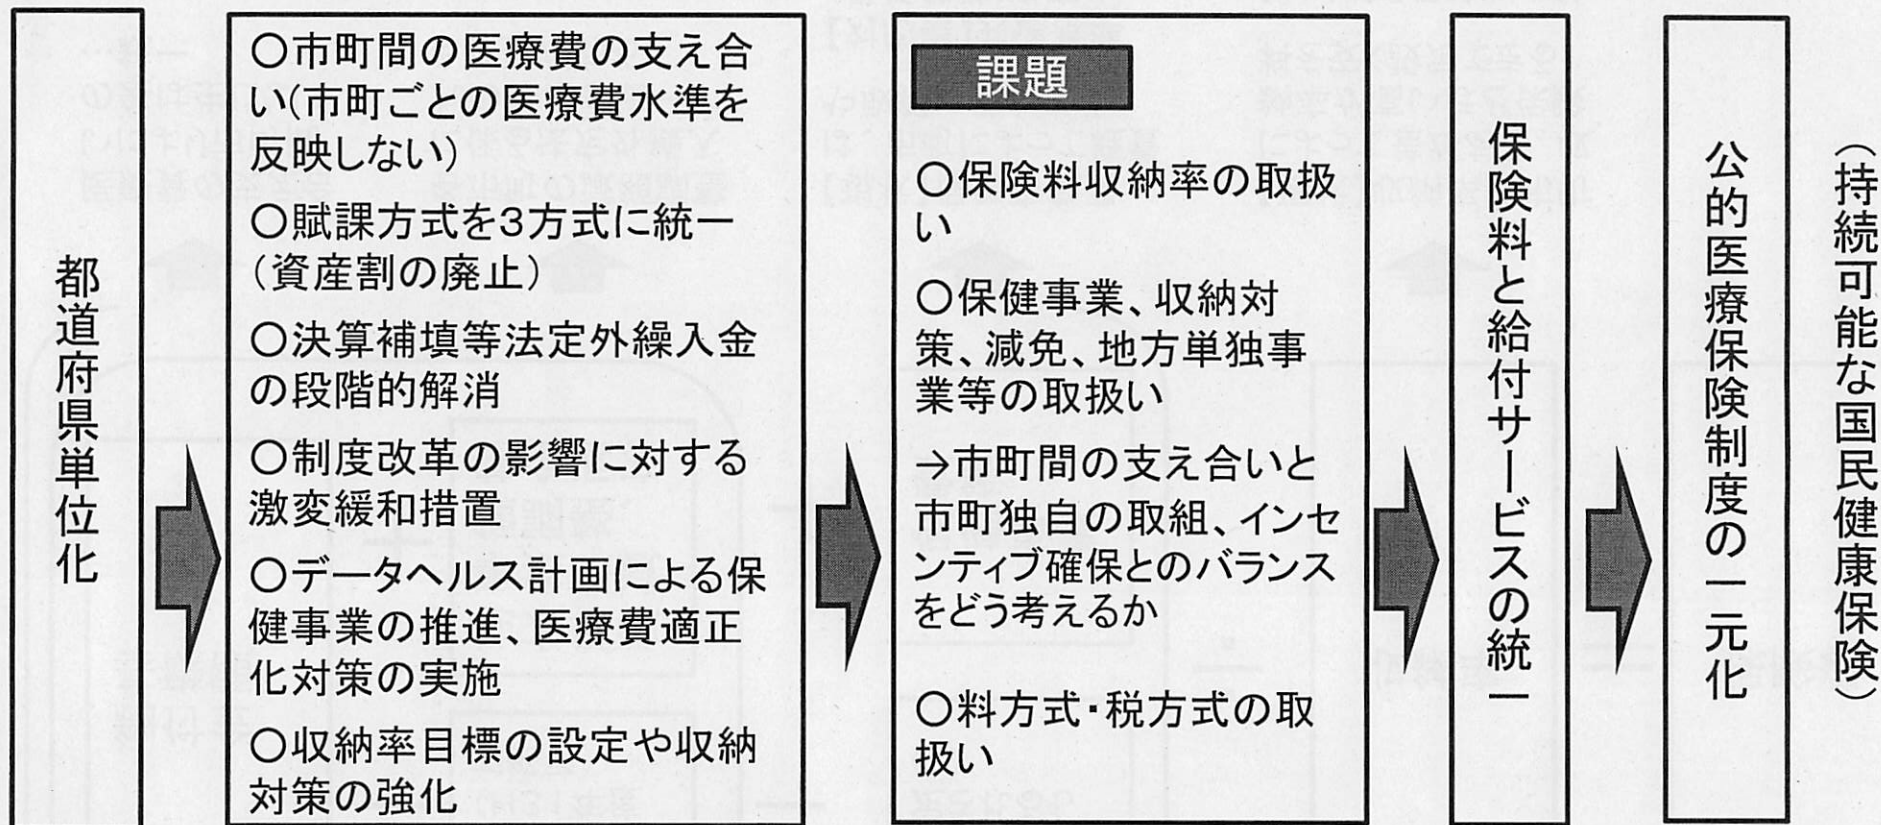 都道府県単位化
〇市町間の医療費の支え合
い(市町ごとの医療費水準を
反映しない)
〇賦課方式を3方式に統一
(資産割の廃止)
〇決算補填等法定外繰入金
の段階的解消
〇制度改革の影響に対する
激変緩和措置
〇データヘルス計画による保
健事業の推進、医療費適正
化対策の実施
〇収納率目標の設定や収納
対策の強化
課題
〇保険料収納率の取扱
い
〇保健事業、収納対
策、減免、地方単独事
業等の取扱い
→市町間の支え合いと
市町独自の取組、インセ
ンティブ確保とのバランス
をどう考えるか
〇料方式・税方式の取
扱い
保険料と給付サービスの統一
公的医療保険制度の一元化
(持続可能な国民健康保険)